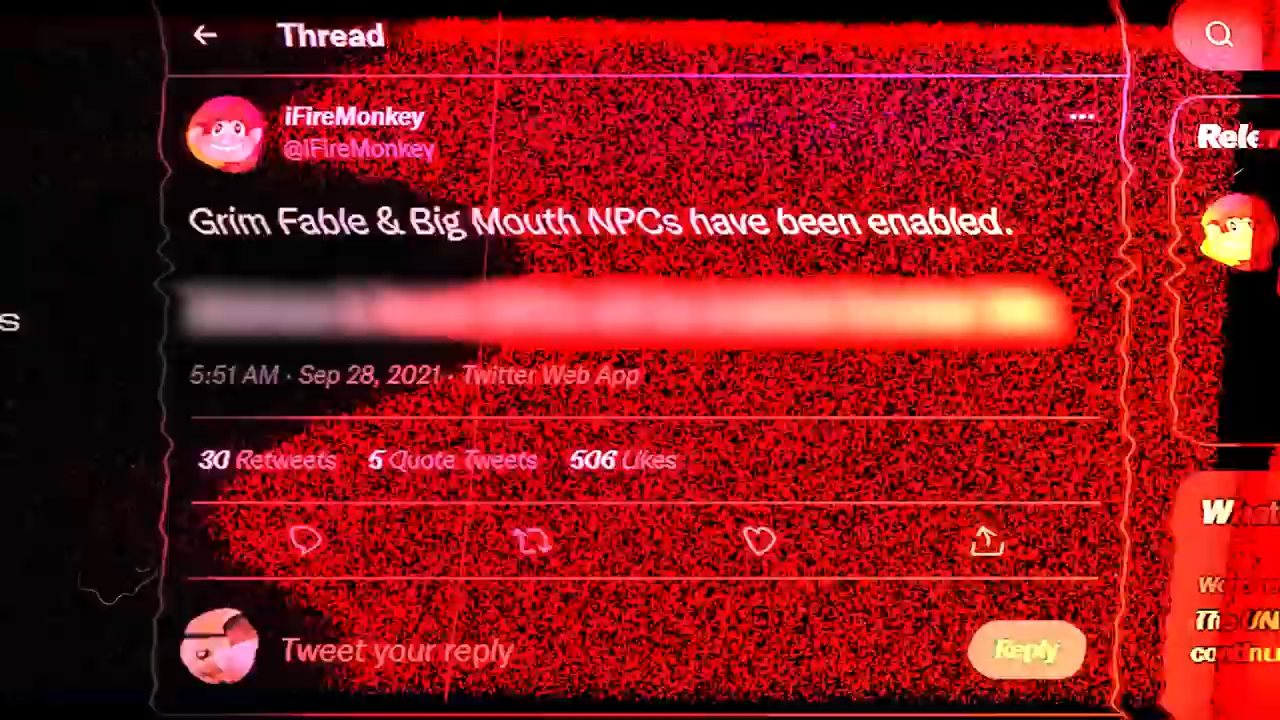 Thread
iFireMonkey
@iFireMonkey
Grim Fable & Big Mouth NPCs have been enabled.
5:51 AM · Sep 28, 2021 · Twitter Web App
30 Retweets 5 Quote Tweets 506 Likes
Tweet your reply
Reply
s